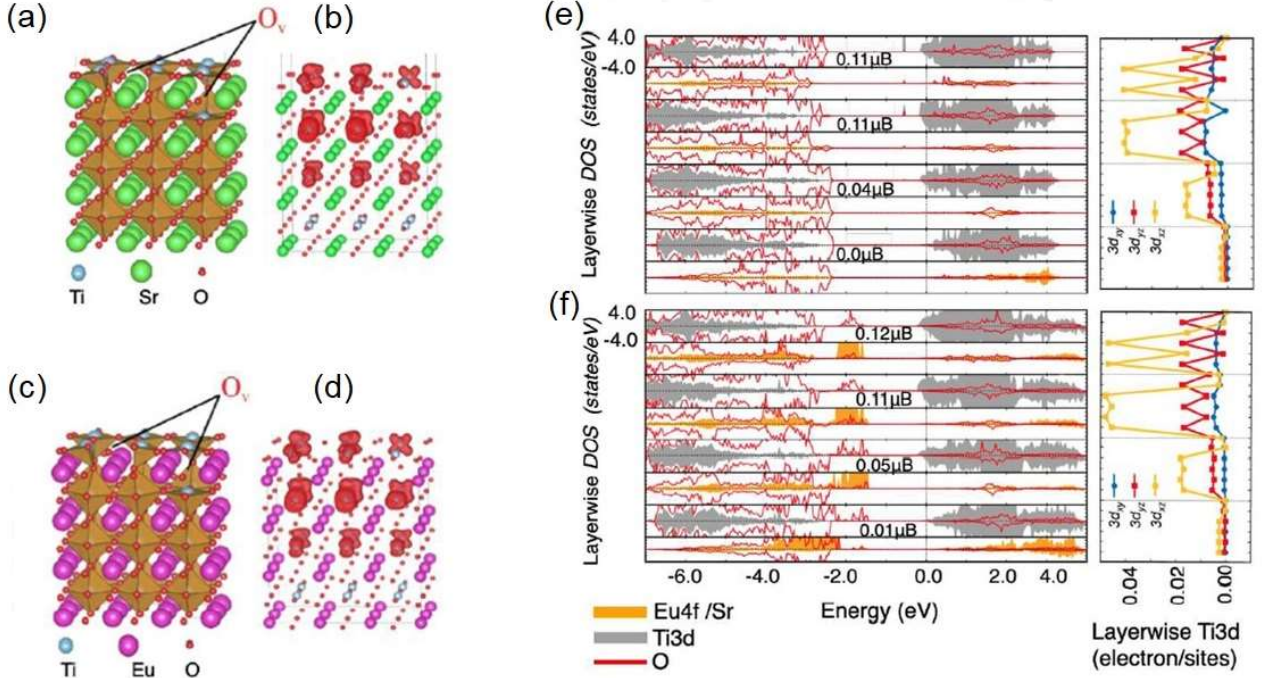 (a)
Oᵥ
(b)
Ti Sr O
(c)
Oᵥ
(d)
Ti Eu O
(e)
4.0
-4.0
Layerwise DOS (states/eV)
0.11μB
0.11μB
0.04μB
0.0μB
3dxy
3dyz
3dxz
(f)
4.0
-4.0
Layerwise DOS (states/eV)
0.12μB
0.11μB
0.05μB
0.01μB
3dxy
3dyz
3dxz
-6.0 -4.0 -2.0 0.0 2.0 4.0
Energy (eV)
0.04 0.02 0.00
Layerwise Ti3d
(electron/sites)
Eu4f /Sr
Ti3d
O